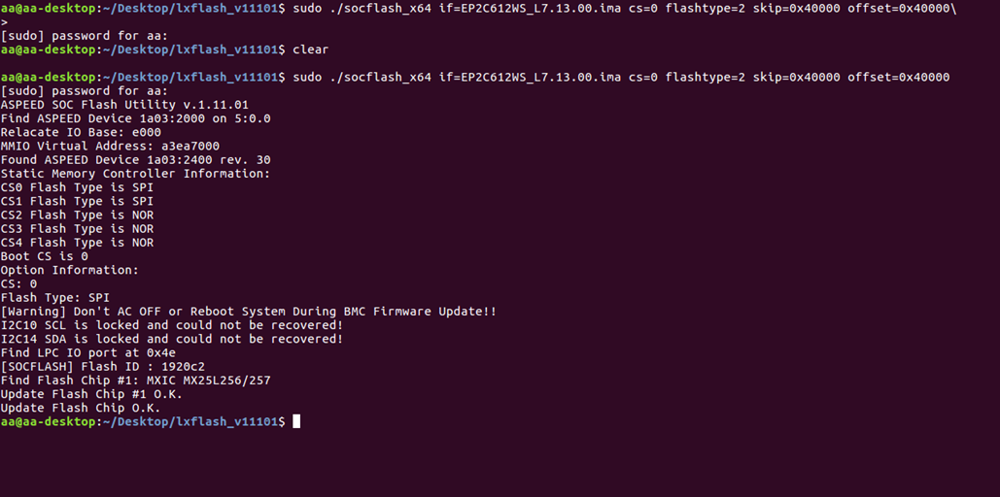 aa@aa-desktop:~/Desktop/lxflash_v11101$ sudo ./socflash_x64 if=EP2C612WS_L7.13.00.ima cs=0 flashtype=2 skip=0x40000 offset=0x40000\
>
[sudo] password for aa:
aa@aa-desktop:~/Desktop/lxflash_v11101$ clear
aa@aa-desktop:~/Desktop/lxflash_v11101$ sudo ./socflash_x64 if=EP2C612WS_L7.13.00.ima cs=0 flashtype=2 skip=0x40000 offset=0x40000
[sudo] password for aa:
ASPEED SOC Flash Utility v.1.11.01
Find ASPEED Device 1a03:2000 on 5:0.0
Relacate IO Base: e000
MMIO Virtual Address: a3ea7000
Found ASPEED Device 1a03:2400 rev. 30
Static Memory Controller Information:
CS0 Flash Type is SPI
CS1 Flash Type is SPI
CS2 Flash Type is NOR
CS3 Flash Type is NOR
CS4 Flash Type is NOR
Boot CS is 0
Option Information:
CS: 0
Flash Type: SPI
[Warning] Don't AC OFF or Reboot System During BMC Firmware Update!!
I2C10 SCL is locked and could not be recovered!
I2C14 SDA is locked and could not be recovered!
Find LPC IO port at 0x4e
[SOCFLASH] Flash ID : 1920c2
Find Flash Chip #1: MXIC MX25L256/257
Update Flash Chip #1 O.K.
Update Flash Chip O.K.
aa@aa-desktop:~/Desktop/lxflash_v11101$